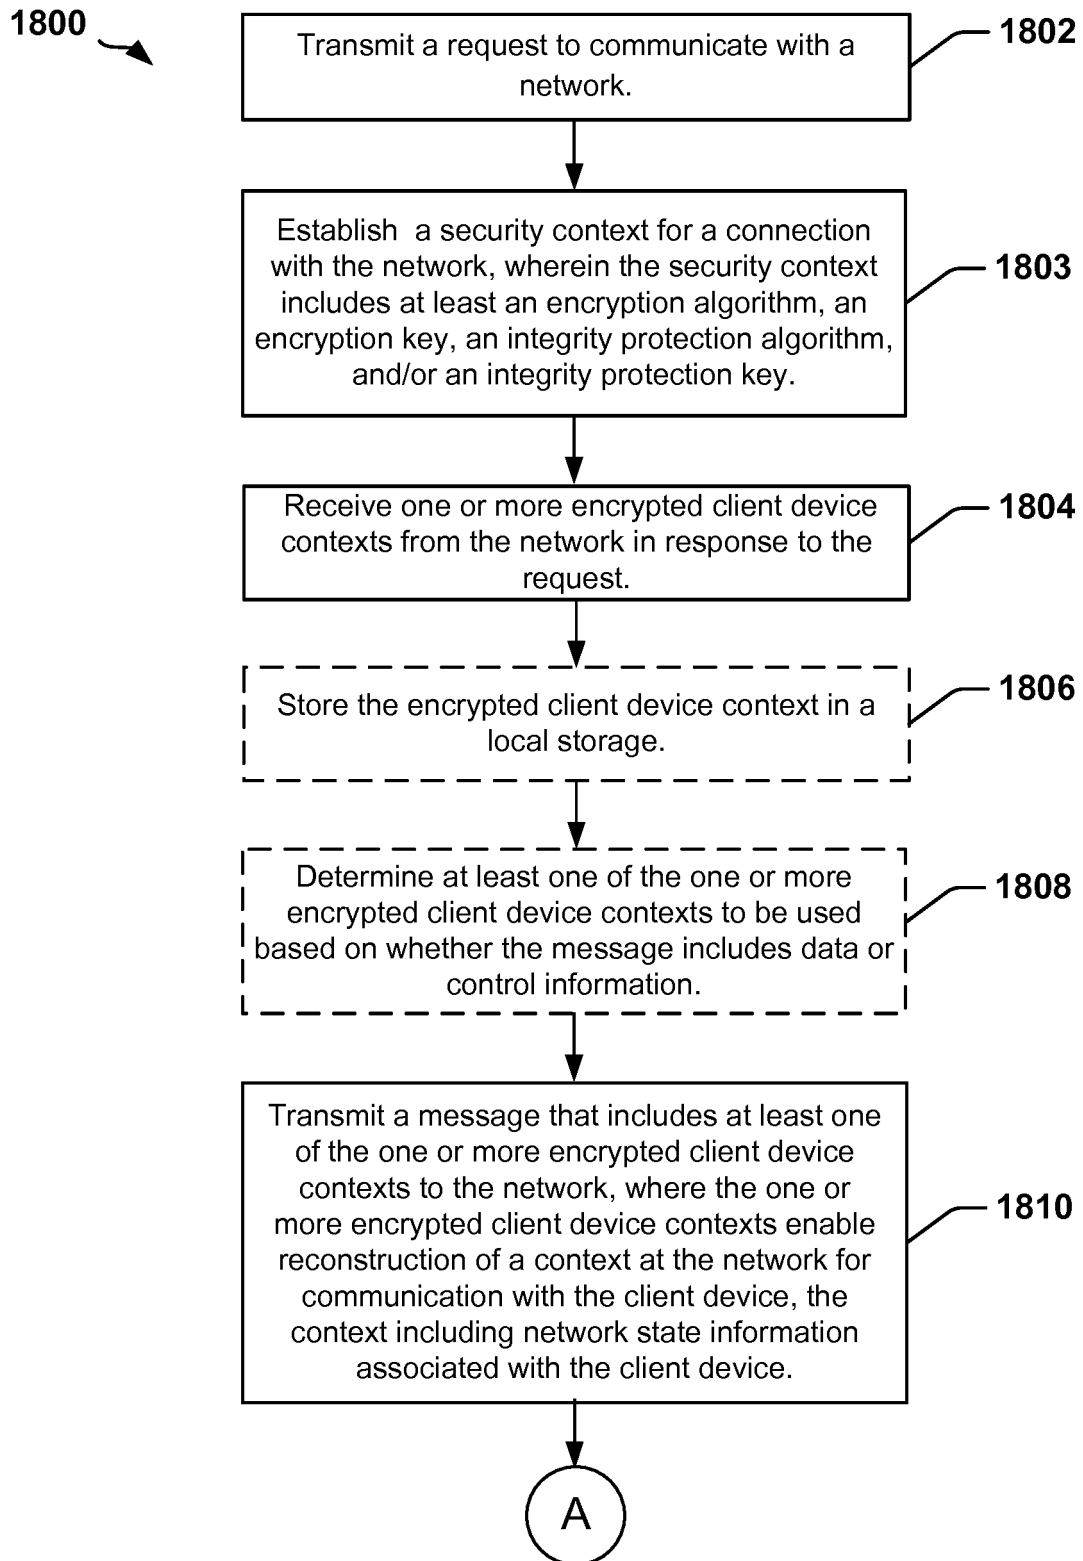 1800
Transmit a request to communicate with a
network.
1802
Establish a security context for a connection
with the network, wherein the security context
includes at least an encryption algorithm, an
encryption key, an integrity protection algorithm,
and/or an integrity protection key.
1803
Receive one or more encrypted client device
contexts from the network in response to the
request.
1804
Store the encrypted client device context in a
local storage.
1806
Determine at least one of the one or more
encrypted client device contexts to be used
based on whether the message includes data or
control information.
1808
Transmit a message that includes at least one
of the one or more encrypted client device
contexts to the network, where the one or
more encrypted client device contexts enable
reconstruction of a context at the network for
communication with the client device, the
context including network state information
associated with the client device.
1810
A